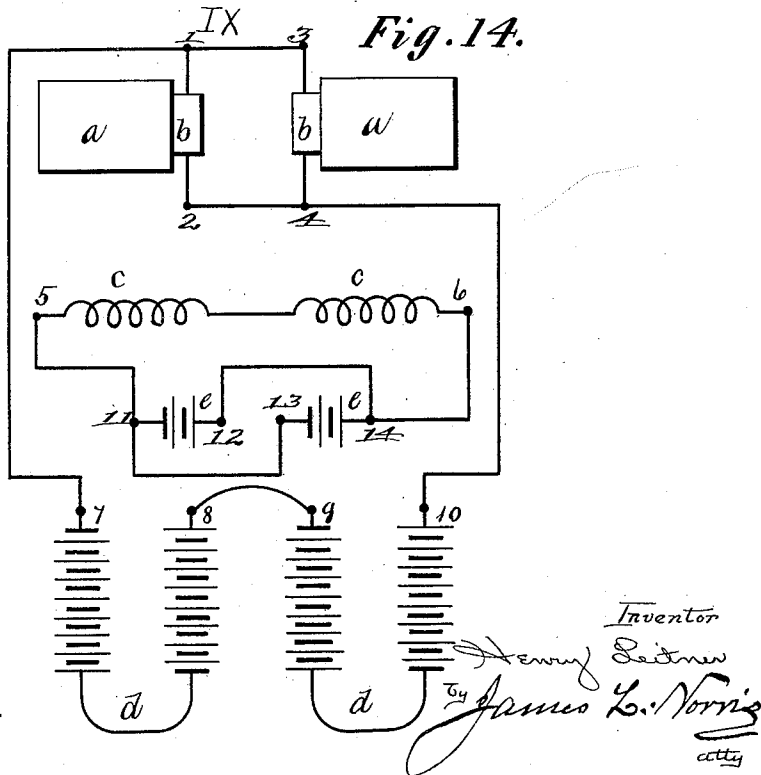 IX
Fig. 14.
1 3
a b b a
2 4
5 c c 6
11 e 12 13 e 14
7 8 9 10
d d
Inventor
Henry Leitner
by James L. Norris
atty